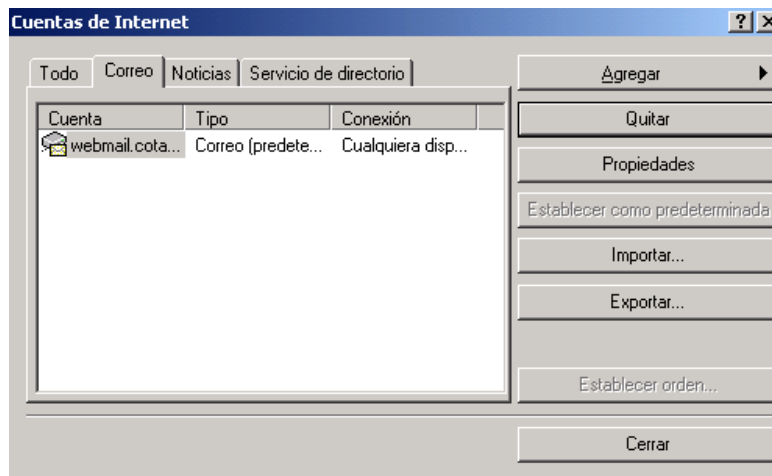 Cuentas de Internet
Todo Correo Noticias Servicio de directorio
Cuenta Tipo Conexión
webmail.cota... Correo (predete... Cualquiera disp...
Agregar
Quitar
Propiedades
Establecer como predeterminada
Importar...
Exportar...
Establecer orden...
Cerrar